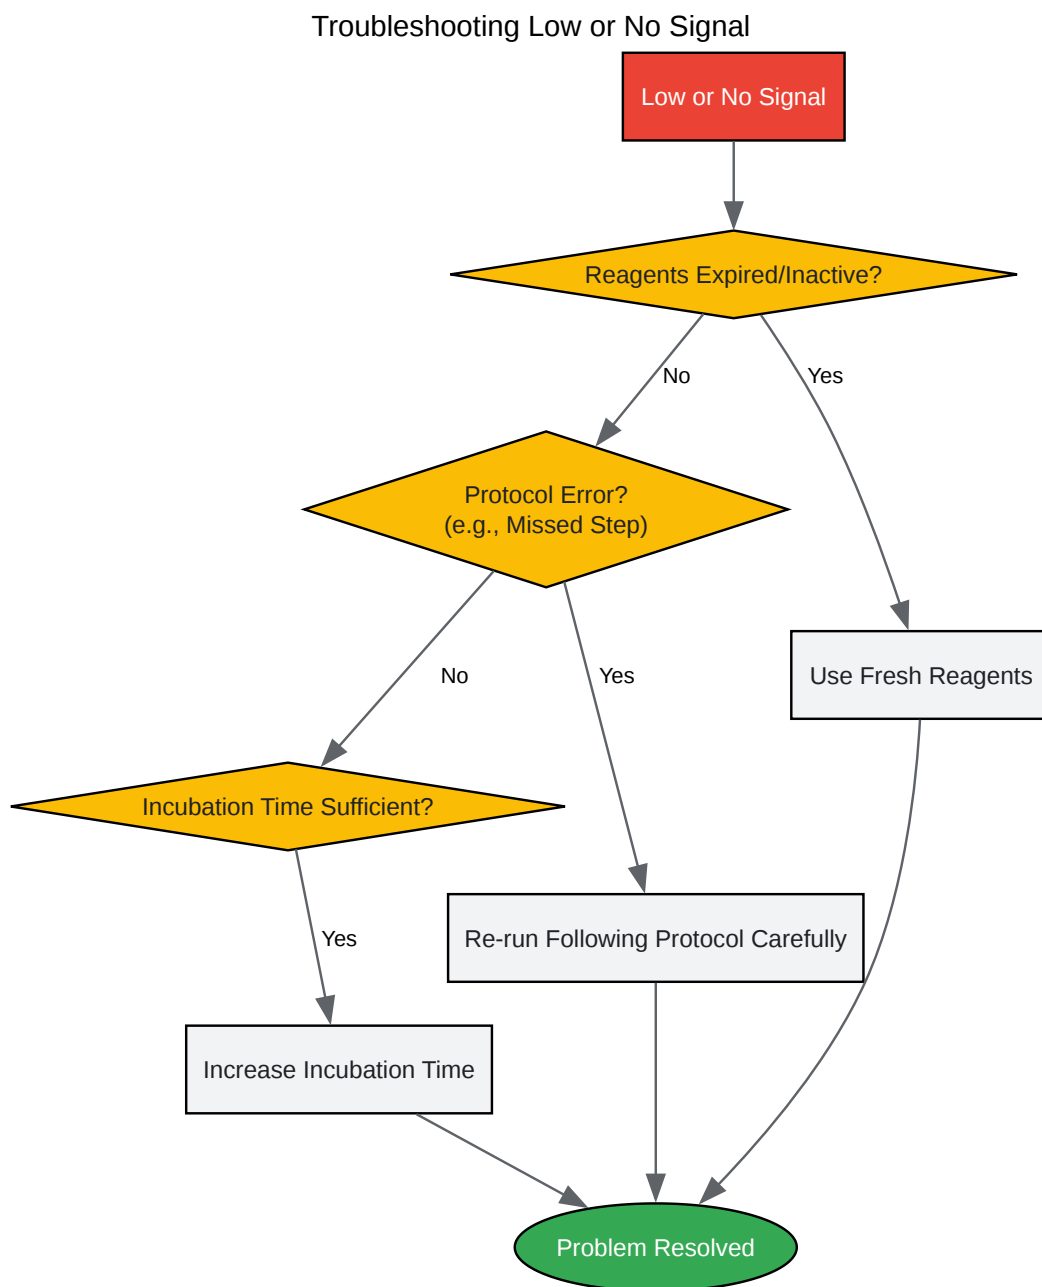 Troubleshooting Low or No Signal
Low or No Signal
Reagents Expired/Inactive?
No
Yes
Protocol Error?
(e.g., Missed Step)
No
Yes
Use Fresh Reagents
Incubation Time Sufficient?
Yes
Re-run Following Protocol Carefully
Increase Incubation Time
Problem Resolved